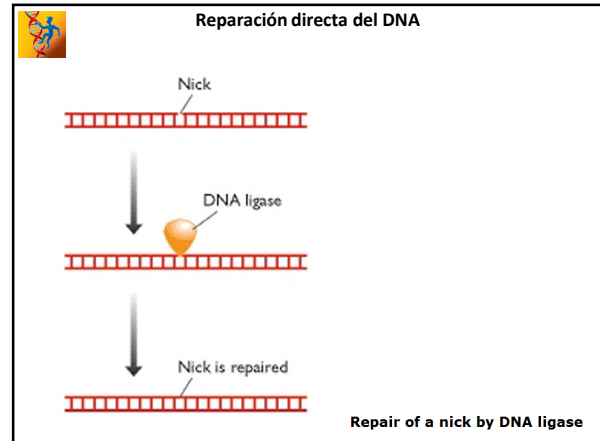 Reparación directa del DNA
Nick
DNA ligase
Nick is repaired
Repair of a nick by DNA ligase